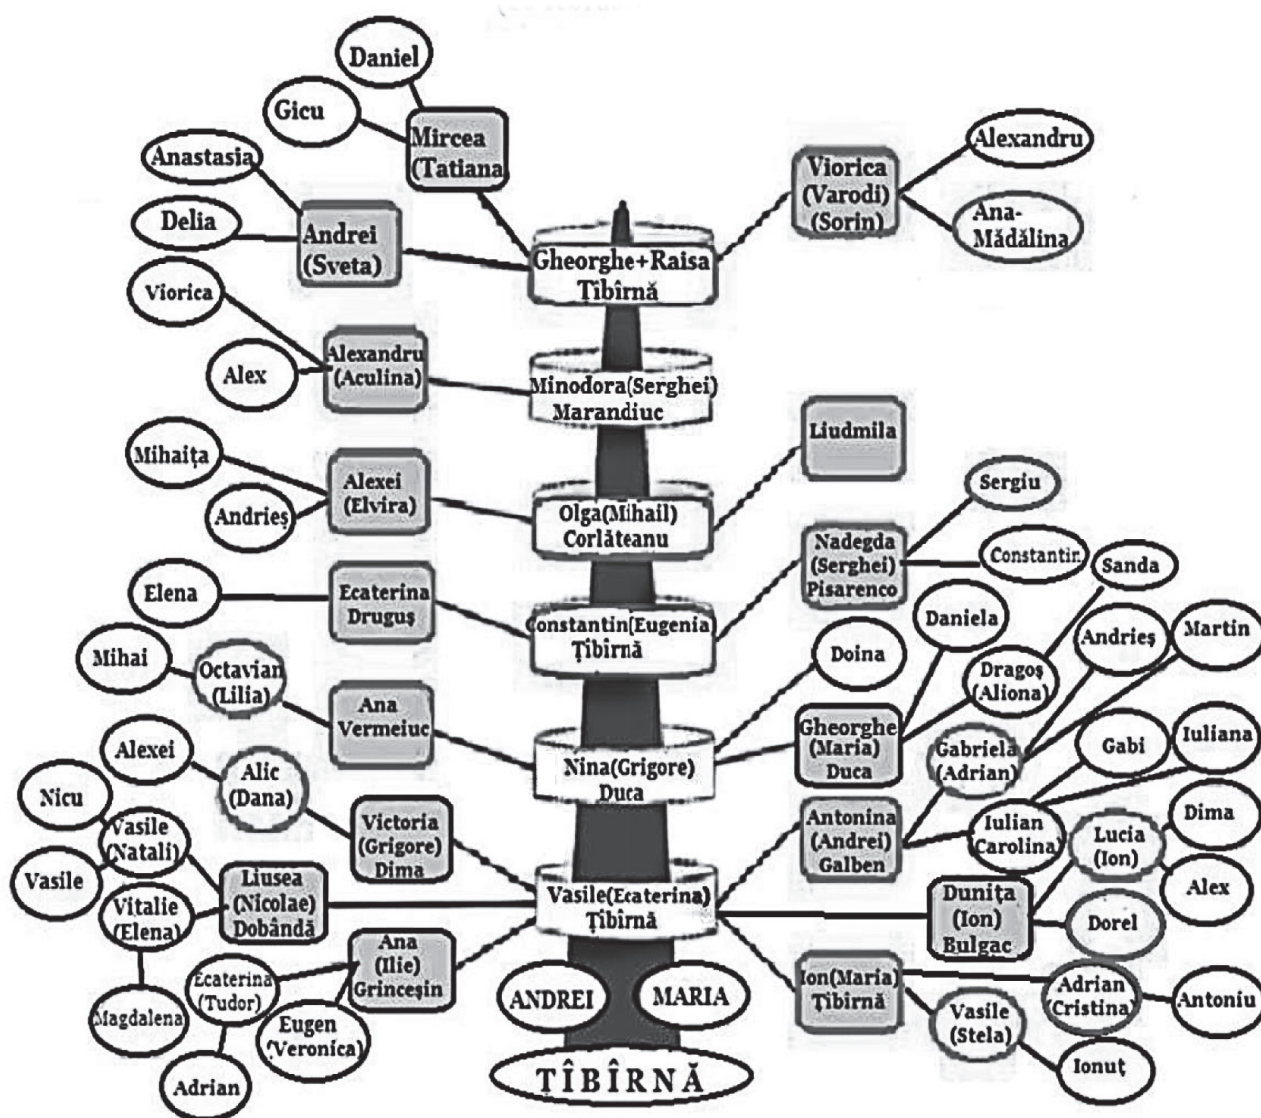 Daniel
Gicu
Mircea
(Tatiana
Anastasia
Delia
Andrei
(Sveta)
Viorica
(Varodi)
(Sorin)
Alexandru
Ana-
Mădălina
Gheorghe+Raisa
Țibîrnă
Viorica
Alex
Alexandru
(Aculina)
Minodora(Serghei)
Marandiuc
Mihaița
Andrieș
Alexei
(Elvira)
Olga(Mihail)
Corlăteanu
Liudmila
Elena
Ecaterina
Druguș
Constantin(Eugenia)
Țibîrnă
Nadegda
(Serghei)
Pisarenco
Sergiu
Constantin
Mihai
Octavian
(Lilia)
Ana
Vermeiuc
Nina(Grigore)
Duca
Doina
Gheorghe
(Maria)
Duca
Daniela
Dragoș
(Aliona)
Sanda
Alexei
Alic
(Dana)
Victoria
(Grigore)
Dima
Nicu
Vasile
(Natali)
Vasile
Vitalie
(Elena)
Magdalena
Liusea
(Nicolae)
Dobândă
Ana
(Ilie)
Grinceșin
Ecaterina
(Tudor)
Adrian
Eugen
(Veronica)
Vasile(Ecaterina)
Țibîrnă
Antonina
(Andrei)
Galben
Gabriela
(Adrian)
Andrieș
Martin
Iulian
(Carolina)
Gabi
Iuliana
Dunița
(Ion)
Bulgac
Lucia
(Ion)
Dima
Alex
Dorel
Ion(Maria)
Țibîrnă
Adrian
(Cristina)
Antoniu
Vasile
(Stela)
Ionuț
ANDREI
MARIA
ȚÎBÎRNĂ